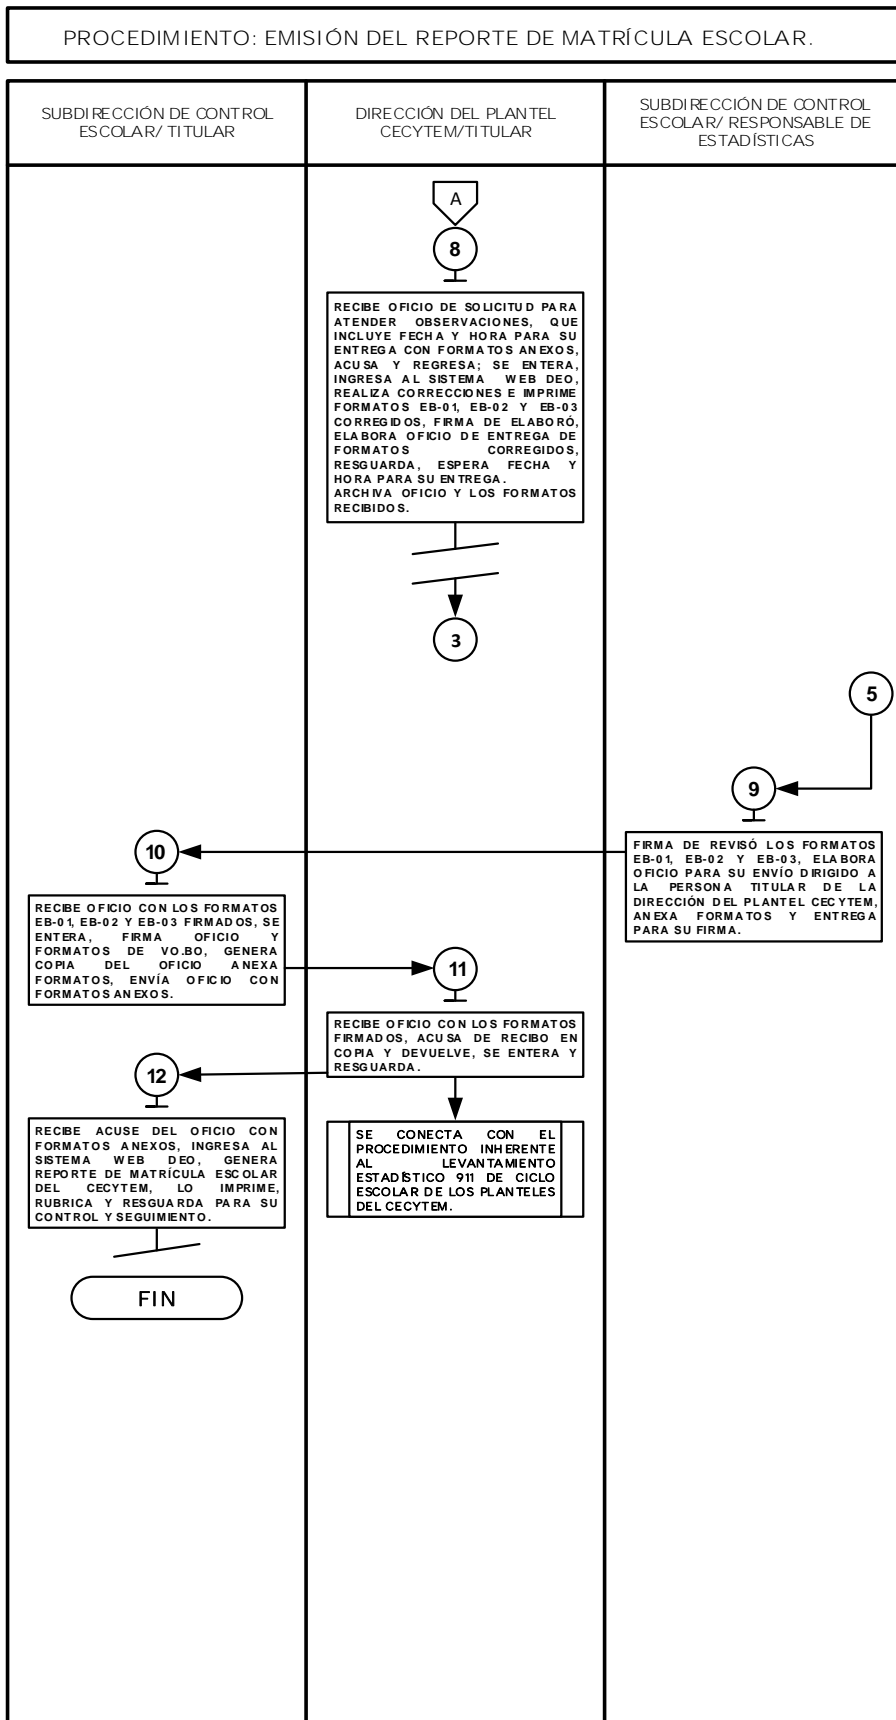 PROCEDIMIENTO: EMISIÓN DEL REPORTE DE MATRÍCULA ESCOLAR.
SUBDIRECCIÓN DE CONTROL
ESCOLAR/ TITULAR
DIRECCIÓN DEL PLANTEL
CECYTEM/TITULAR
SUBDIRECCIÓN DE CONTROL
ESCOLAR/ RESPONSABLE DE
ESTADÍSTICAS
A
8
RECIBE OFICIO DE SOLICITUD PARA
ATENDER OBSERVACIONES, QUE
INCLUYE FECHA Y HORA PARA SU
ENTREGA CON FORMATOS ANEXOS,
ACUSA Y REGRESA; SE ENTERA,
INGRESA AL SISTEMA WEB DEO,
REALIZA CORRECCIONES E IMPRIME
FORMATOS EB-01, EB-02 Y EB-03
CORREGIDOS, FIRMA DE ELABORÓ,
ELABORA OFICIO DE ENTREGA DE
FORMATOS CORREGIDOS,
RESGUARDA, ESPERA FECHA Y
HORA PARA SU ENTREGA.
ARCHIVA OFICIO Y LOS FORMATOS
RECIBIDOS.
3
5
9
FIRMA DE REVISÓ LOS FORMATOS
EB-01, EB-02 Y EB-03, ELABORA
OFICIO PARA SU ENVÍO DIRIGIDO A
LA PERSONA TITULAR DE LA
DIRECCIÓN DEL PLANTEL CECYTEM,
ANEXA FORMATOS Y ENTREGA
PARA SU FIRMA.
10
RECIBE OFICIO CON LOS FORMATOS
EB-01, EB-02 Y EB-03 FIRMADOS, SE
ENTERA, FIRMA OFICIO Y
FORMATOS DE VO.BO, GENERA
COPIA DEL OFICIO ANEXA
FORMATOS, ENVÍA OFICIO CON
FORMATOS ANEXOS.
11
RECIBE OFICIO CON LOS FORMATOS
FIRMADOS, ACUSA DE RECIBO EN
COPIA Y DEVUELVE, SE ENTERA Y
RESGUARDA.
12
RECIBE ACUSE DEL OFICIO CON
FORMATOS ANEXOS, INGRESA AL
SISTEMA WEB DEO, GENERA
REPORTE DE MATRÍCULA ESCOLAR
DEL CECYTEM, LO IMPRIME,
RUBRICA Y RESGUARDA PARA SU
CONTROL Y SEGUIMIENTO.
SE CONECTA CON EL
PROCEDIMIENTO INHERENTE
AL LEVANTAMIENTO
ESTADÍSTICO 911 DE CICLO
ESCOLAR DE LOS PLANTELES
DEL CECYTEM.
FIN